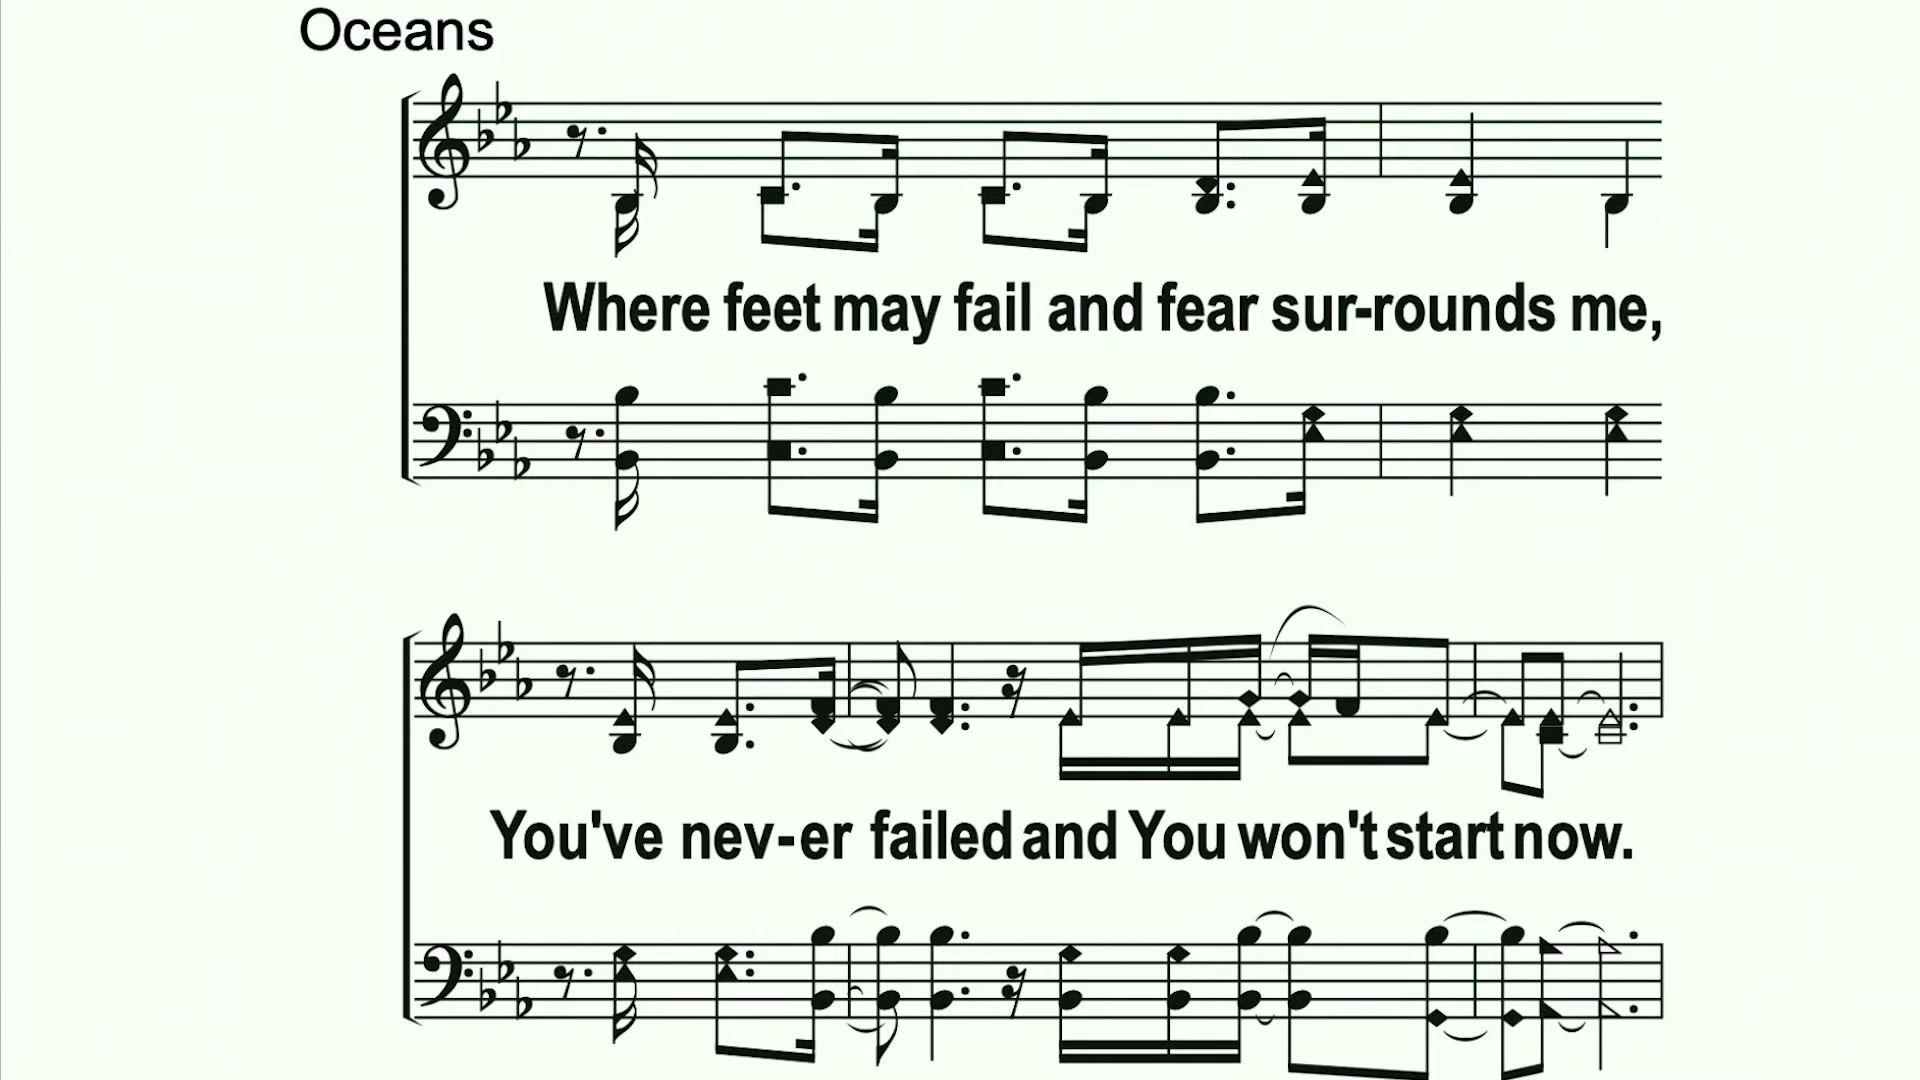 Oceans
Where feet may fail and fear sur-rounds me,
You've nev-er failed and You won't start now.